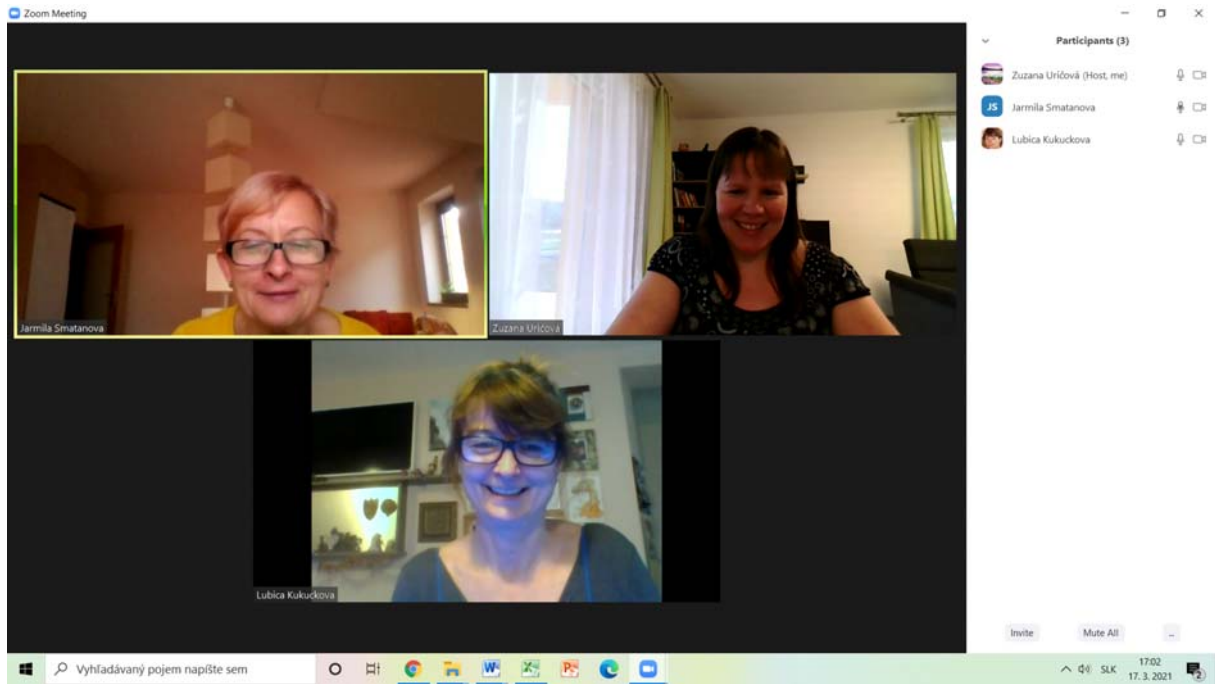 Zoom Meeting
Participants (3)
Zuzana Uričová (Host, me)
JS
Jarmila Smatanova
Lubica Kukuckova
Jarmila Smatanova
Zuzana Uričová
Lubica Kukuckova
Invite
Mute All
...
Vyhľadávaný pojem napíšte sem
SLK
17:02
17. 3. 2021
2